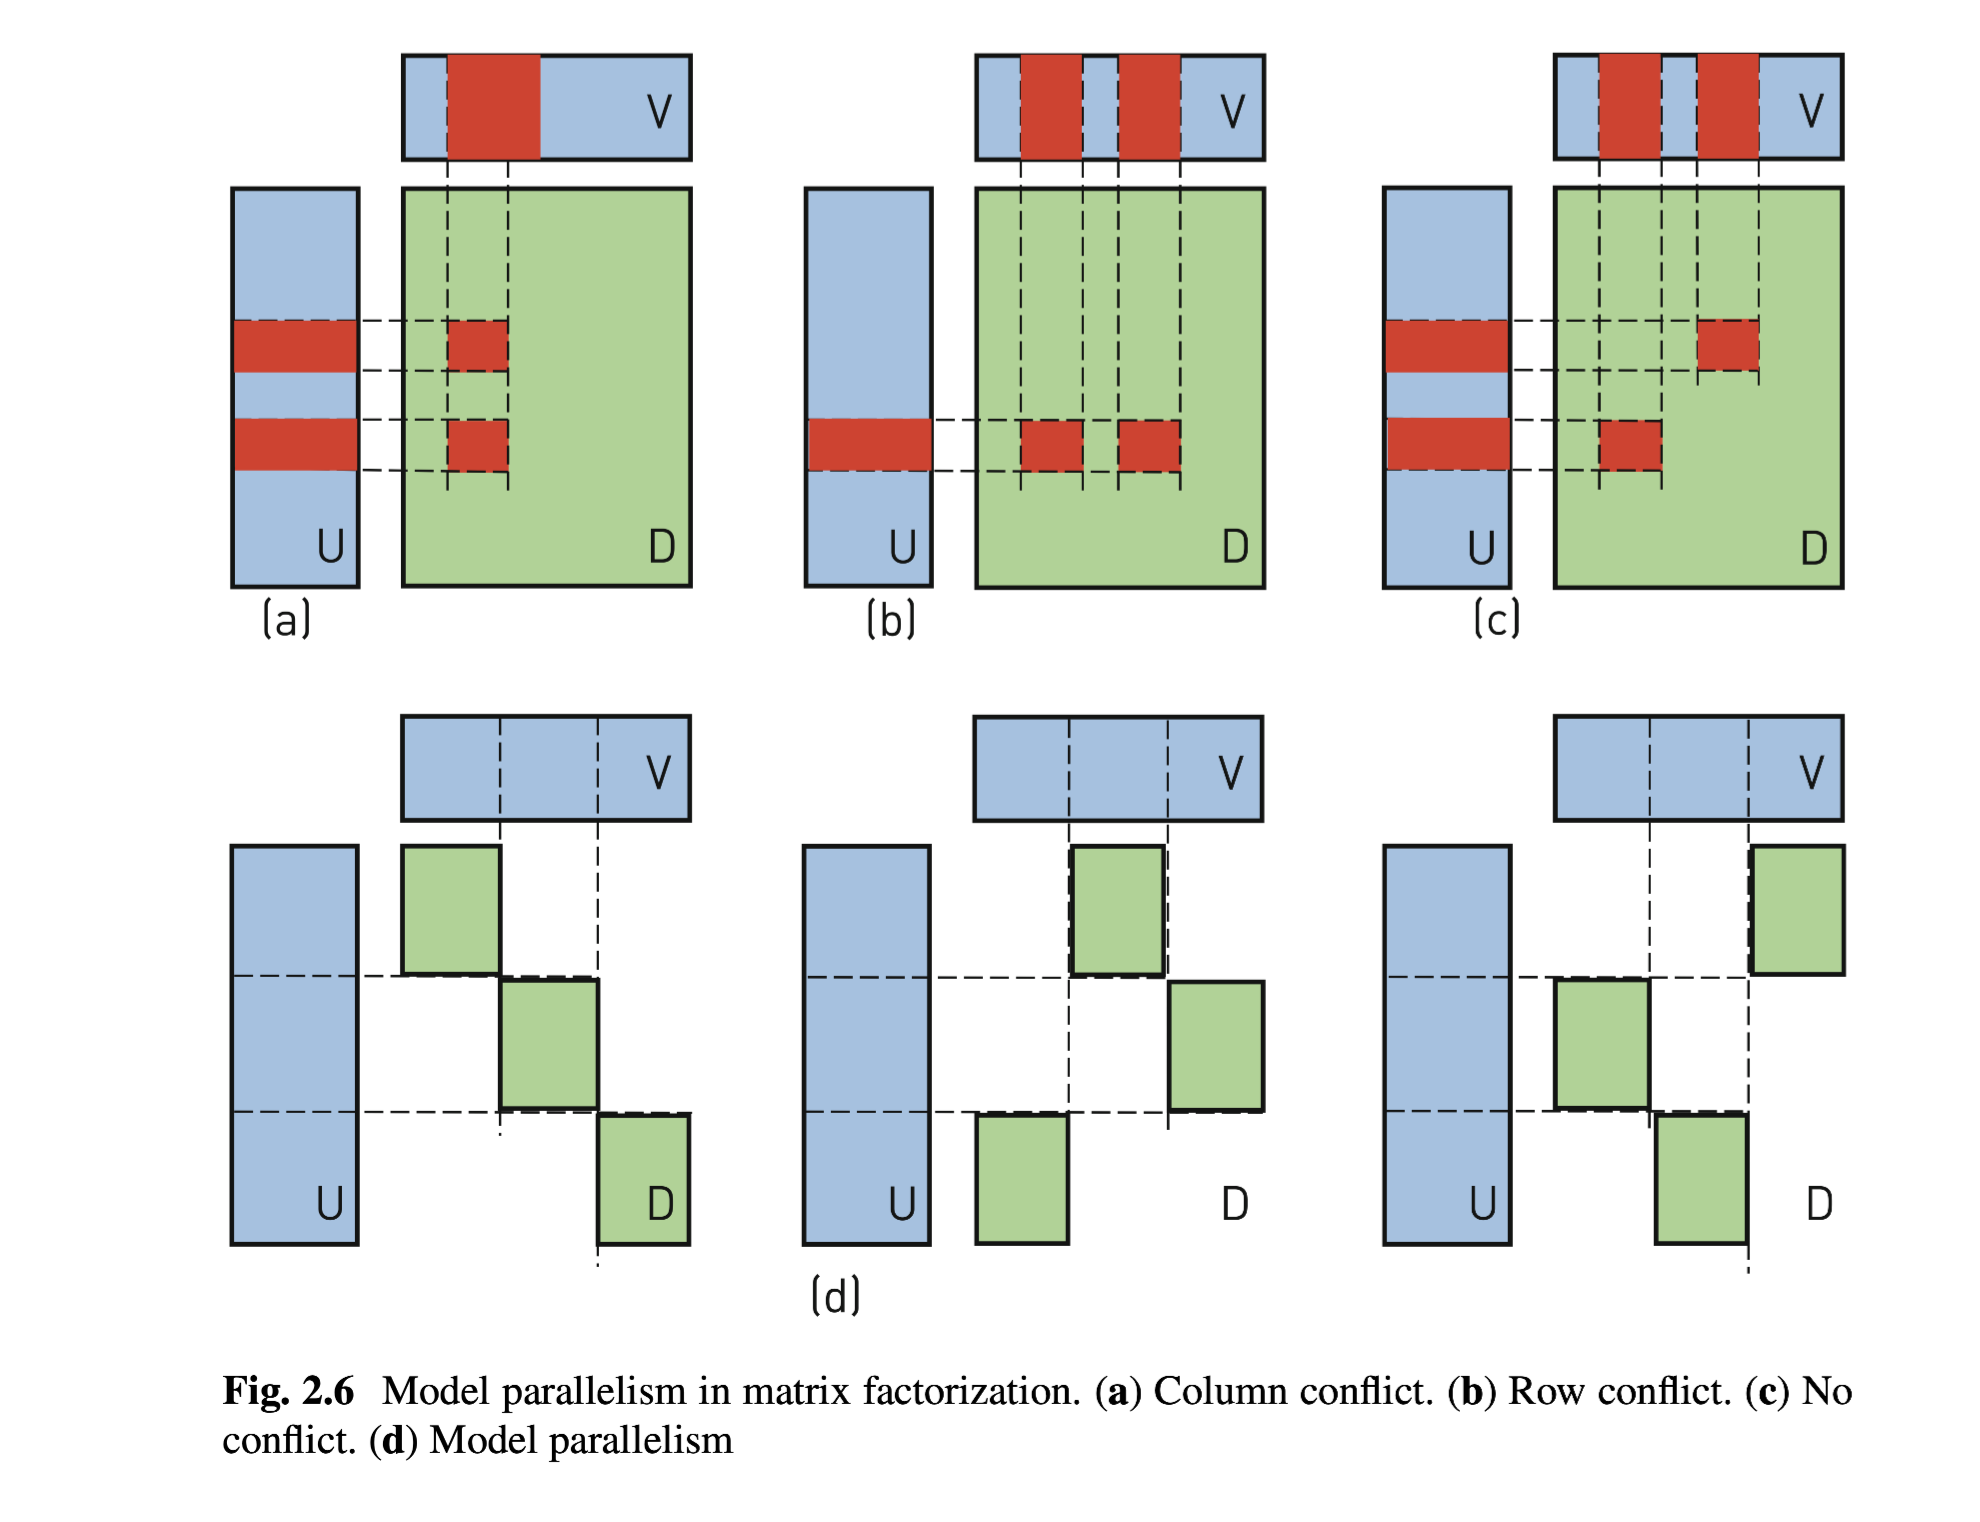 V V V
U D U D U D
(a) (b) (c)
V V V
U D U D U D
(d)
Fig. 2.6 Model parallelism in matrix factorization. (a) Column conflict. (b) Row conflict. (c) No
conflict. (d) Model parallelism